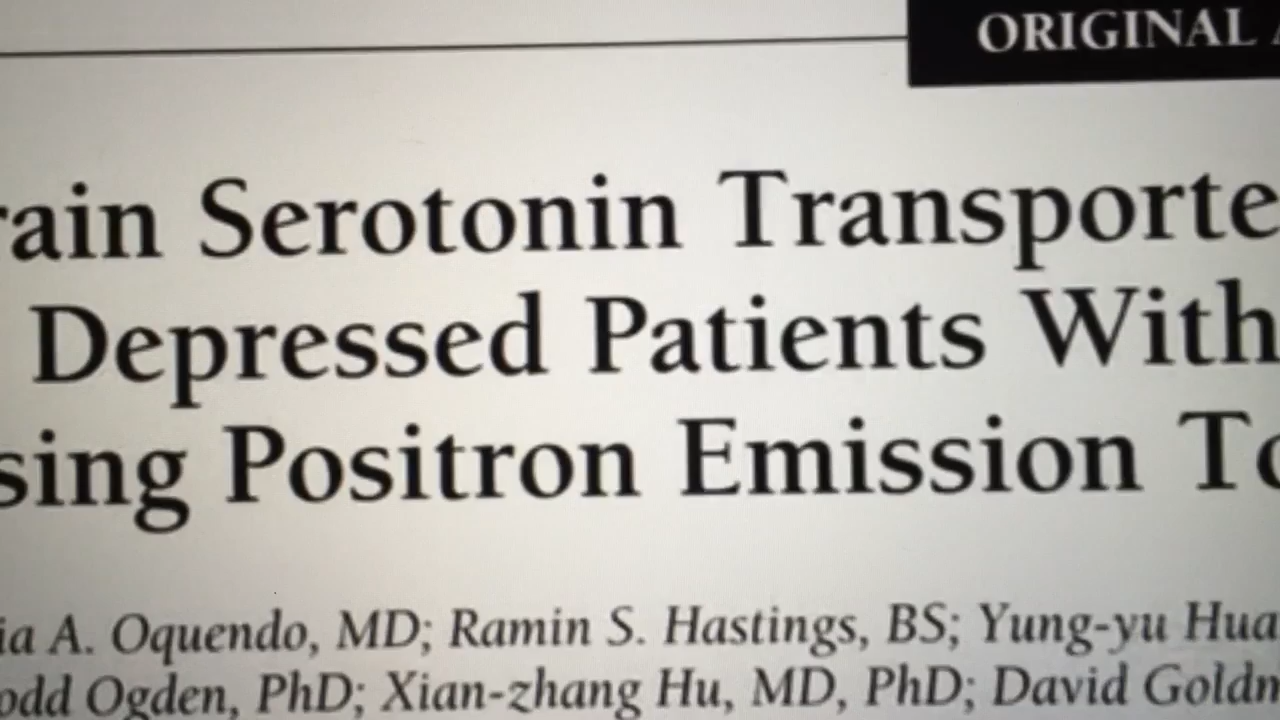 ORIGINAL
rain Serotonin Transporte
Depressed Patients With
sing Positron Emission To
ia A. Oquendo, MD; Ramin S. Hastings, BS; Yung-yu Hua
odd Ogden, PhD; Xian-zhang Hu, MD, PhD; David Goldn